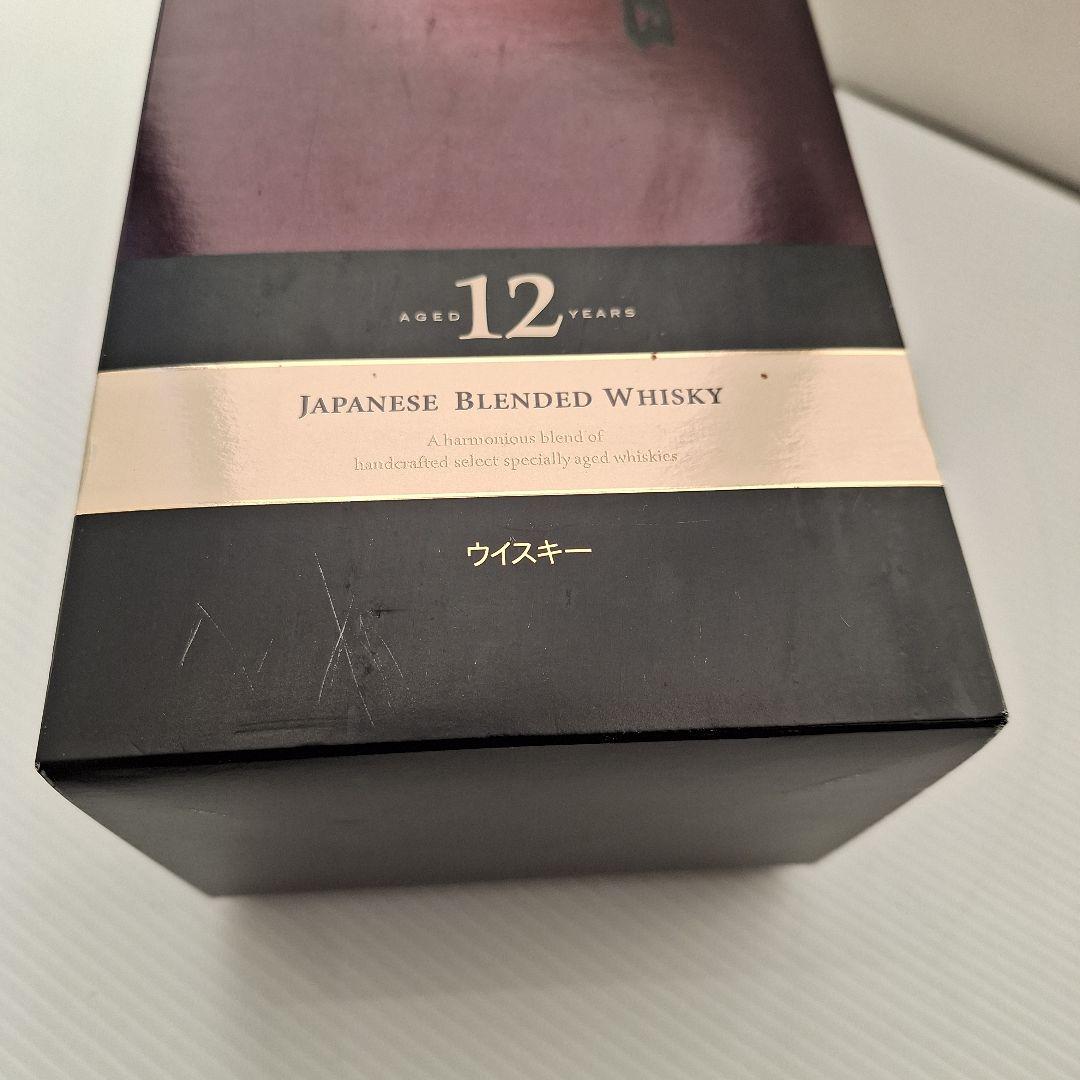 AGED 12 YEARS
JAPANESE BLENDED WHISKY
A harmonious blend of
handcrafted select specially aged whiskies
ウイスキー